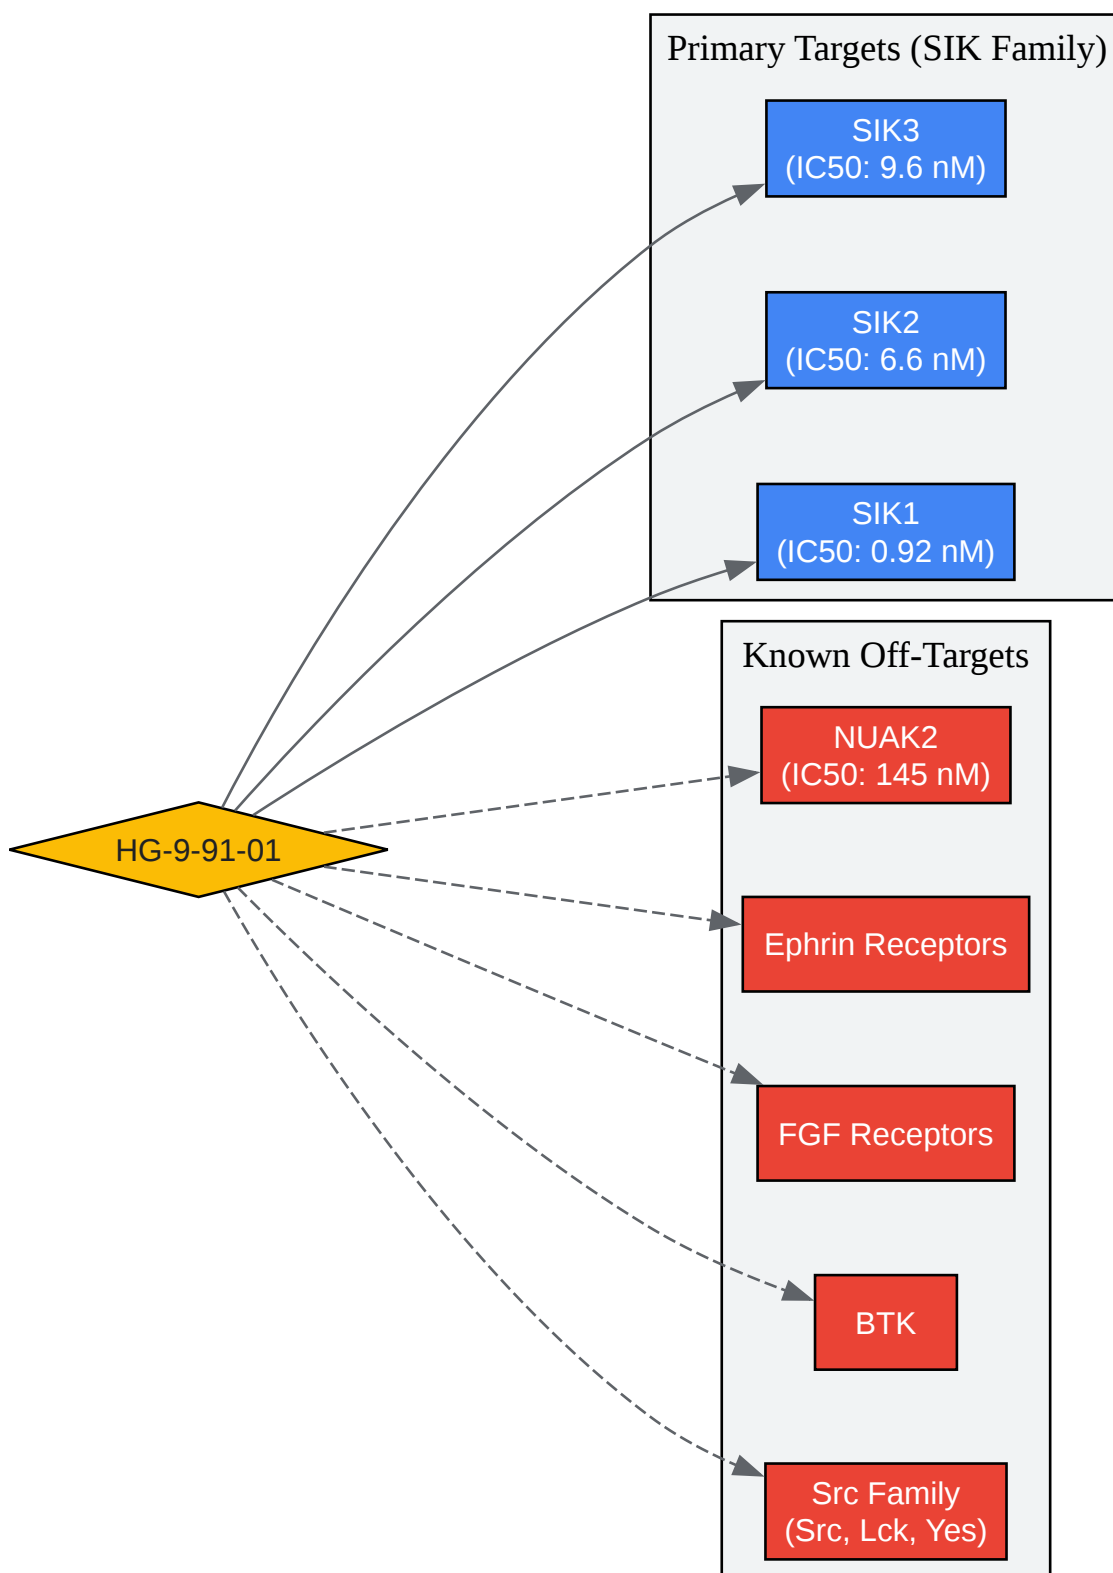 Primary Targets (SIK Family)
SIK3
(IC50: 9.6 nM)
SIK2
(IC50: 6.6 nM)
SIK1
(IC50: 0.92 nM)
Known Off-Targets
NUAK2
(IC50: 145 nM)
HG-9-91-01
Ephrin Receptors
FGF Receptors
BTK
Src Family
(Src, Lck, Yes)